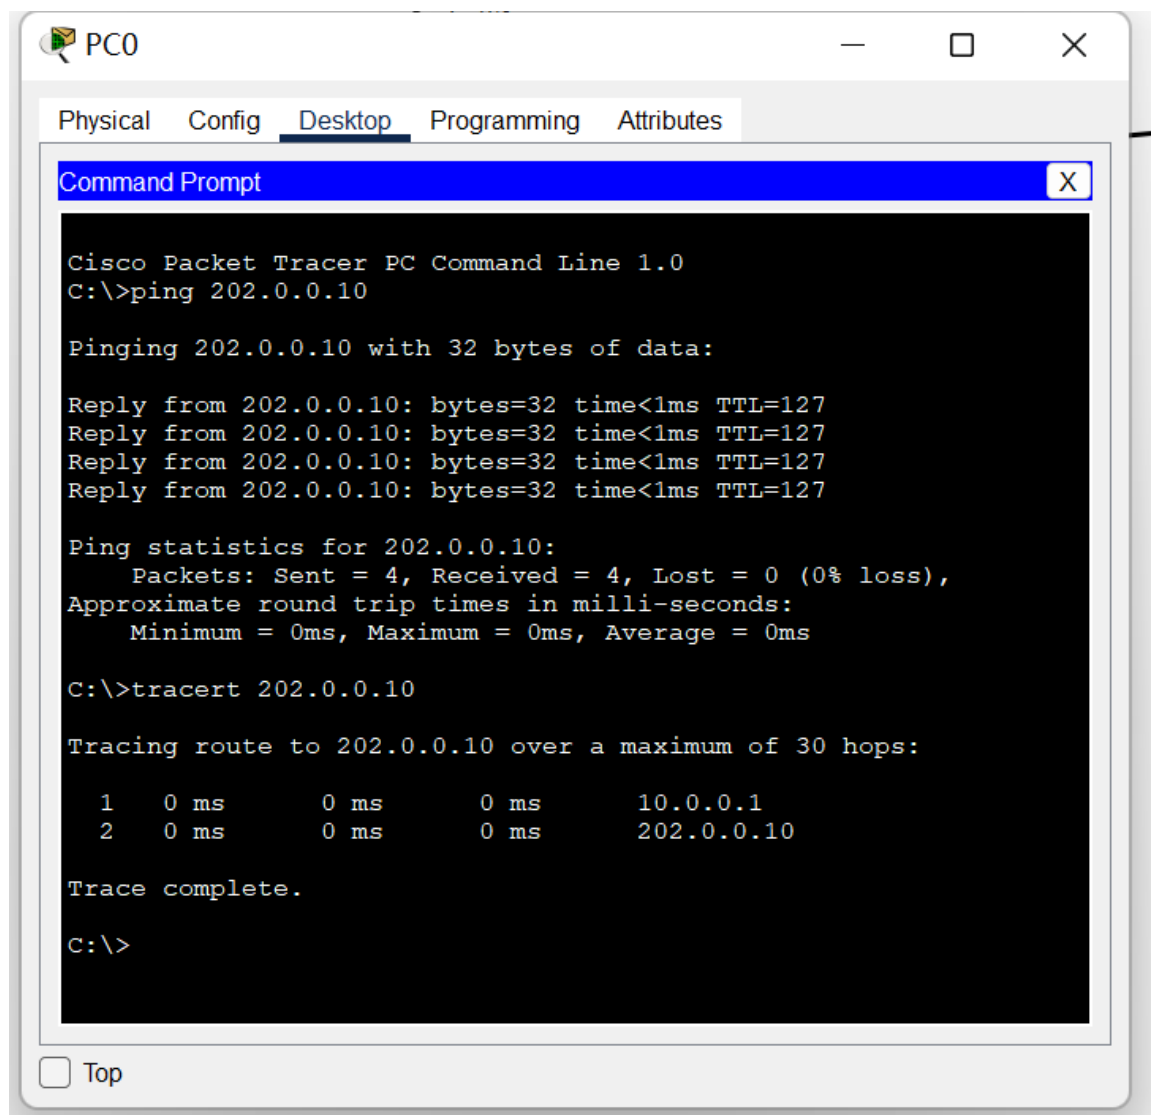 PC0
Physical Config Desktop Programming Attributes
Command Prompt X
Cisco Packet Tracer PC Command Line 1.0
C:\>ping 202.0.0.10
Pinging 202.0.0.10 with 32 bytes of data:
Reply from 202.0.0.10: bytes=32 time<1ms TTL=127
Reply from 202.0.0.10: bytes=32 time<1ms TTL=127
Reply from 202.0.0.10: bytes=32 time<1ms TTL=127
Reply from 202.0.0.10: bytes=32 time<1ms TTL=127
Ping statistics for 202.0.0.10:
Packets: Sent = 4, Received = 4, Lost = 0 (0% loss),
Approximate round trip times in milli-seconds:
Minimum = 0ms, Maximum = 0ms, Average = 0ms
C:\>tracert 202.0.0.10
Tracing route to 202.0.0.10 over a maximum of 30 hops:
1 0 ms 0 ms 0 ms 10.0.0.1
2 0 ms 0 ms 0 ms 202.0.0.10
Trace complete.
C:\>
Top